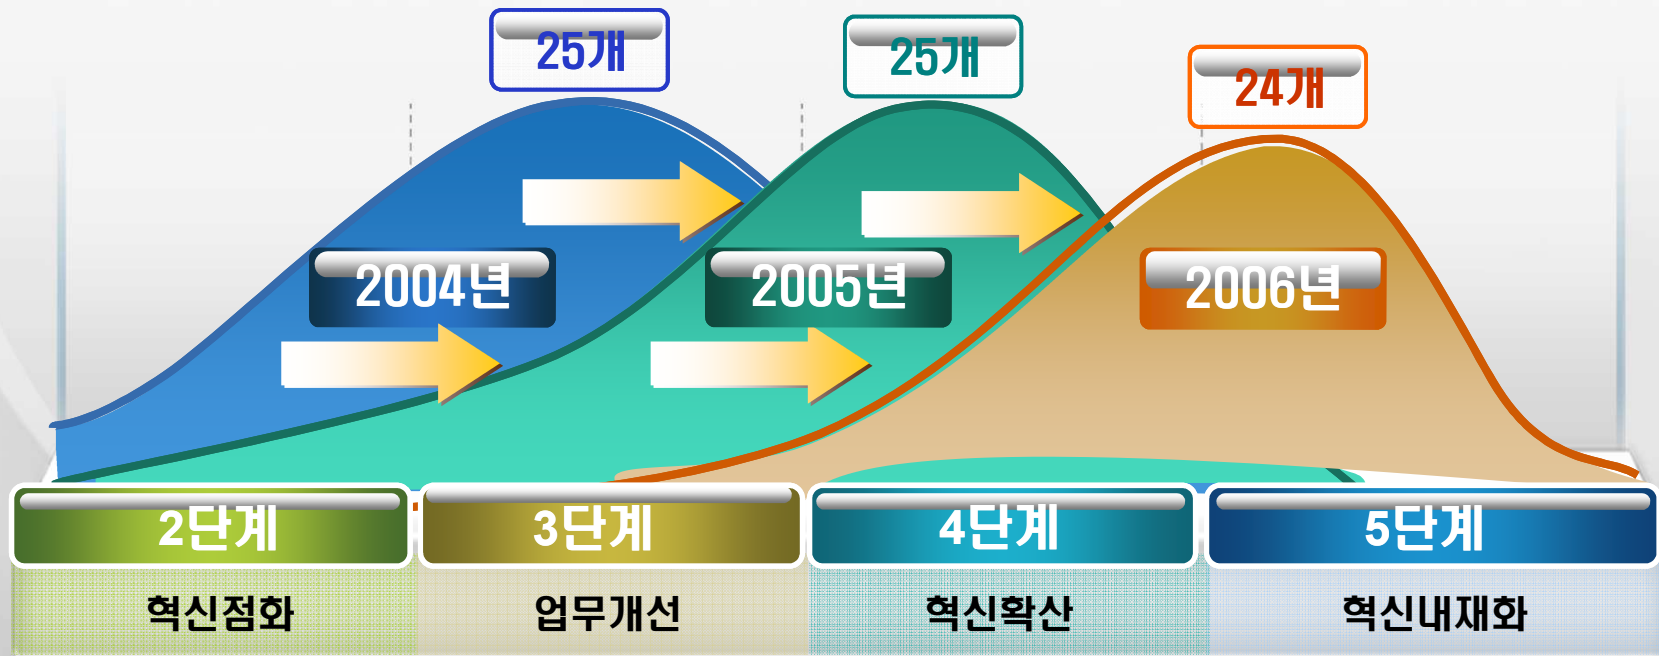 25개
25개
24개
2004년
2005년
2006년
2단계
3단계
4단계
5단계
혁신점화
업무개선
혁신확산
혁신내재화